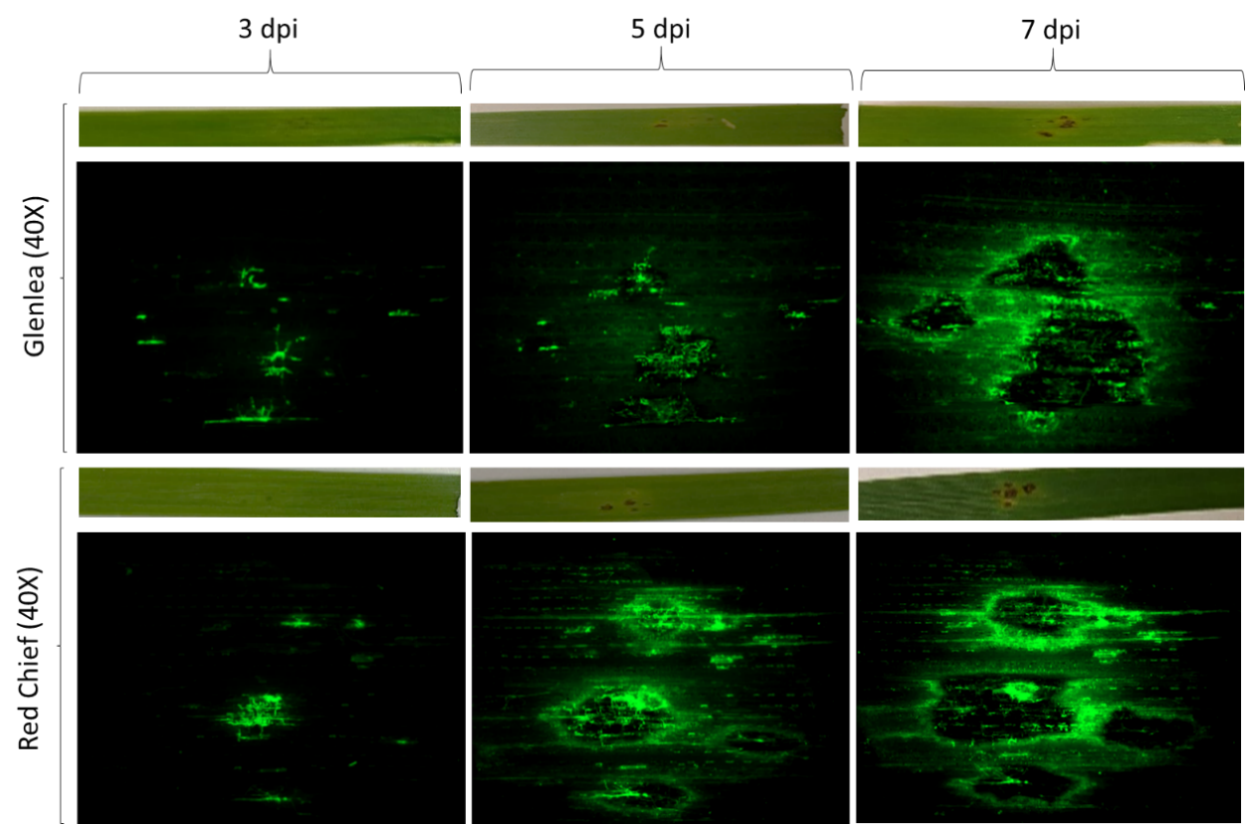 3 dpi
5 dpi
7 dpi
Glenlea (40X)
Red Chief (40X)